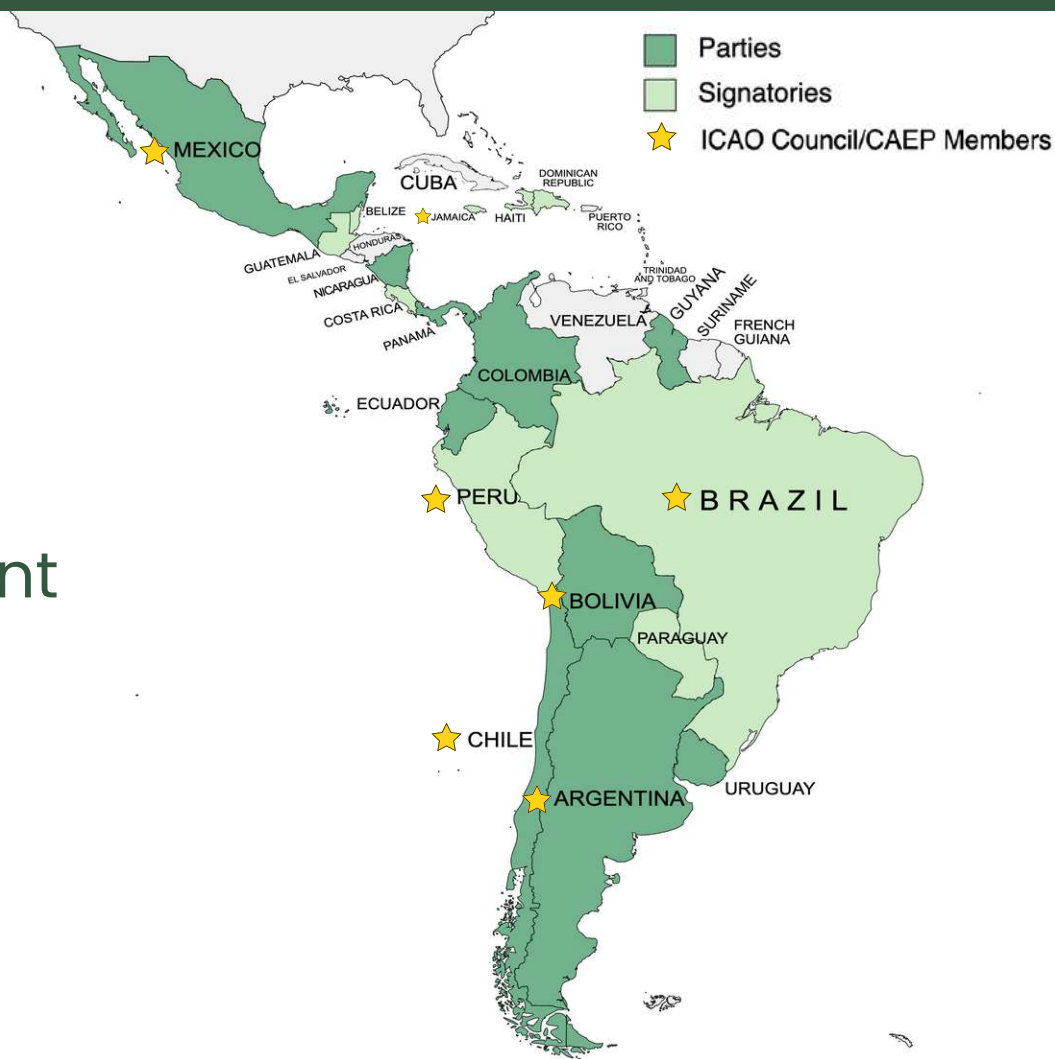 Parties
Signatories
ICAO Council/CAEP Members
MEXICO
CUBA
DOMINICAN
REPUBLIC
BELIZE
JAMAICA
HAITI
PUERTO
RICO
GUATEMALA
HONDURAS
EL SALVADOR
NICARAGUA
TRINIDAD
AND TOBAGO
COSTA RICA
PANAMA
VENEZUELA
GUYANA
SURINAME
FRENCH
GUIANA
COLOMBIA
ECUADOR
PERU
BRAZIL
nt
BOLIVIA
PARAGUAY
CHILE
URUGUAY
ARGENTINA